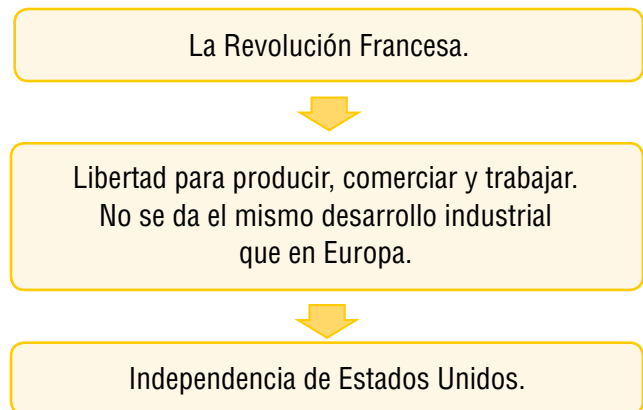 La Revolución Francesa.
Libertad para producir, comerciar y trabajar.
No se da el mismo desarrollo industrial
que en Europa.
Independencia de Estados Unidos.